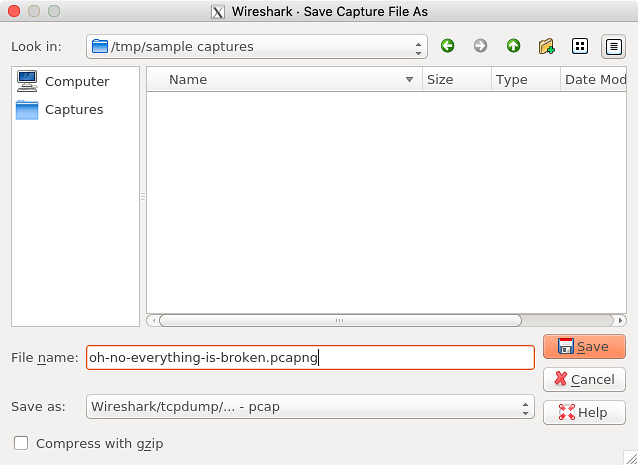 Wireshark · Save Capture File As
Look in: /tmp/sample captures
Computer
Captures
Name Size Type Date Mod
File name: oh-no-everything-is-broken.pcapng
Save
Cancel
Save as: Wireshark/tcpdump/... - pcap
Help
Compress with gzip